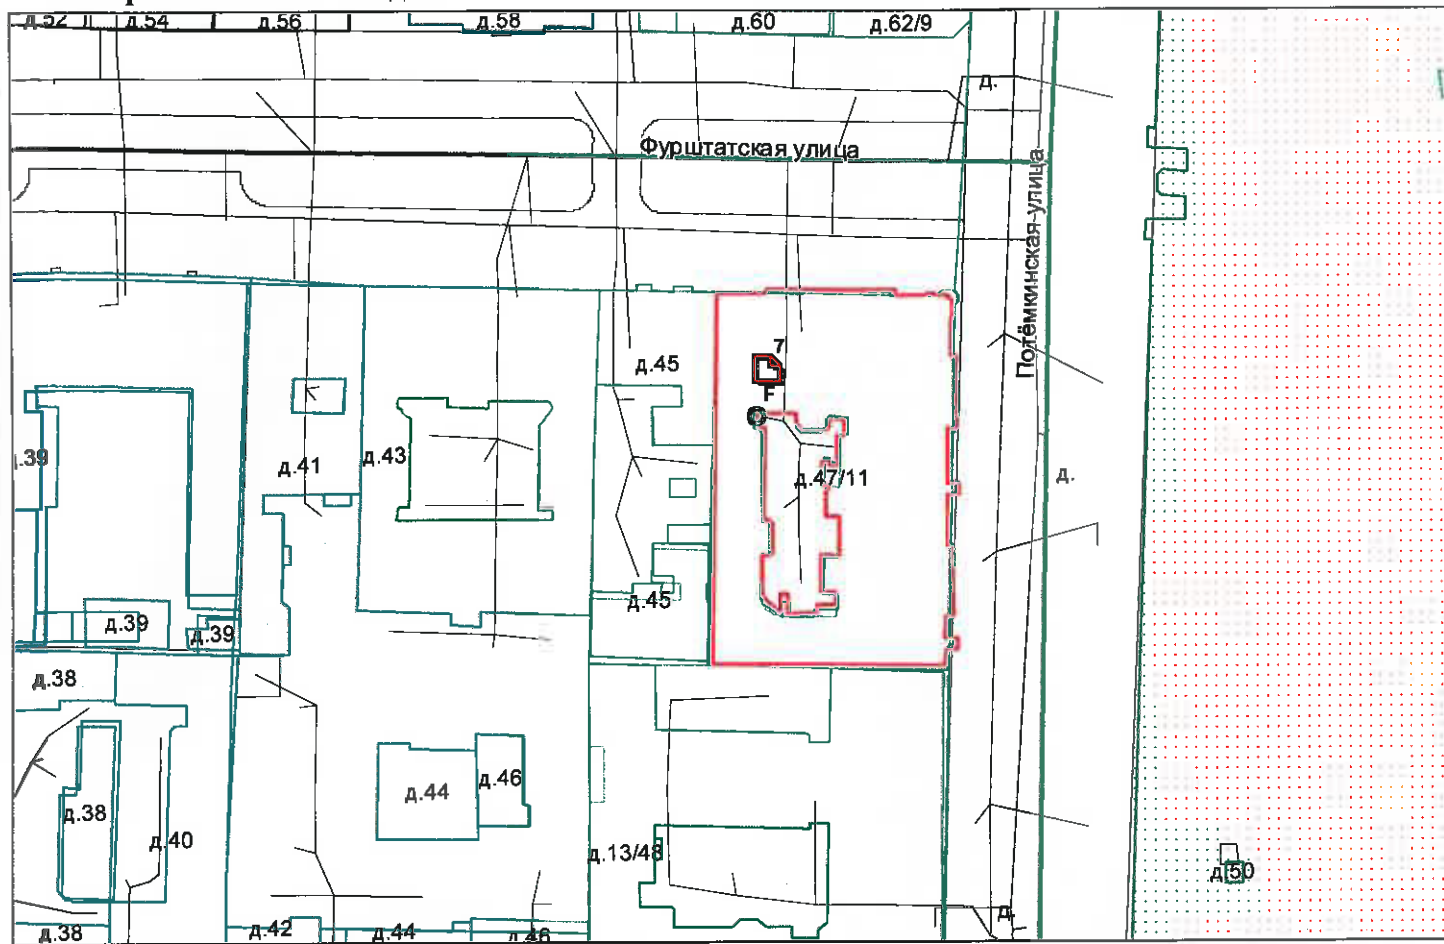 д.52
д.54
д.56
д.58
д.60
д.62/9
д.
Фурштатская улица
Потёмкинская улица
д.45
7
F
д.39
д.41
д.43
д.47/11
д.
д.45
д.39
д.39
д.38
д.44
д.46
д.38
д.40
д.13/48
д.50
д.38
д.42
д.44
д.46
д.